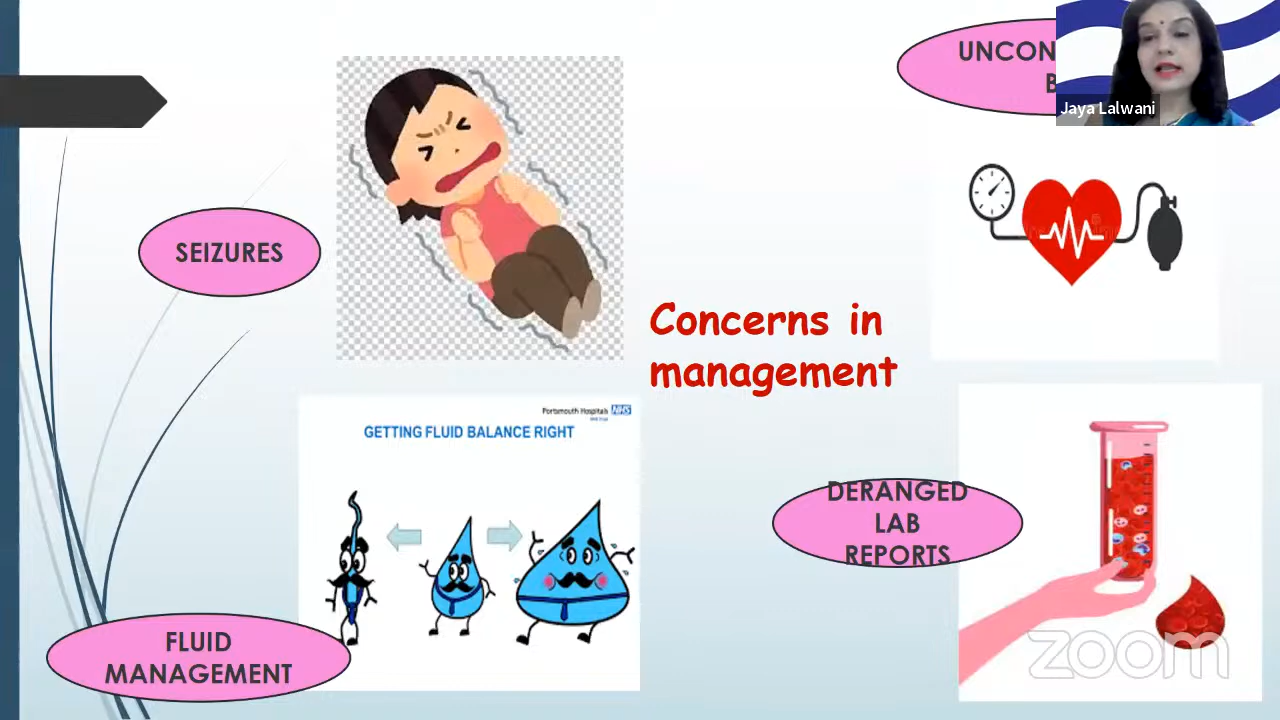 UNCON
B
Jaya Lalwani
SEIZURES
Concerns in
management
Portsmouth Hospitals NHS
GETTING FLUID BALANCE RIGHT
DERANGED
LAB
REPORTS
FLUID
MANAGEMENT
zoom